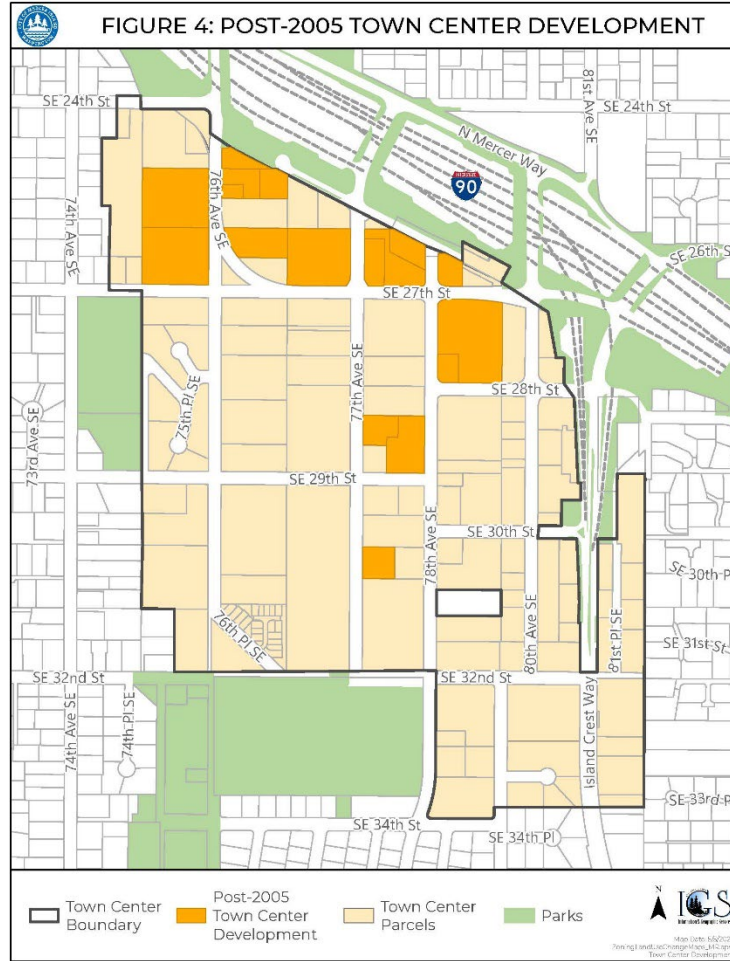 FIGURE 4: POST-2005 TOWN CENTER DEVELOPMENT
81st Ave SE
SE 24th St
SE 24th St
N Mercer Way
INTERSTATE
90
76th Ave SE
74th Ave SE
SE 26th St
SE 27th St
75th Pl SE
77th Ave SE
SE 28th St
73rd Ave SE
SE 29th St
78th Ave SE
SE 30th St
SE 30th P
80th Ave SE
76th Pl SE
81st Pl SE
SE 31st St
SE 32nd St
SE 32nd St
74th Ave SE
74th Pl SE
Island Crest Way
SE 33rd P
SE 34th St
SE 34th Pl
Town Center
Boundary
Post-2005
Town Center
Development
Town Center
Parcels
Parks
N
IGS
Town Center Development